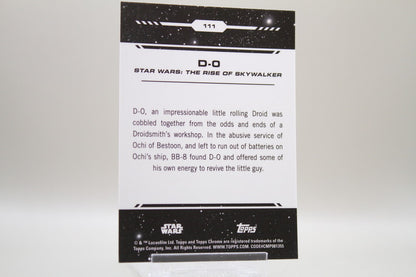 111
D-O
STAR WARS: THE RISE OF SKYWALKER
D-O, an impressionable little rolling Droid was
cobbled together from the odds and ends of a
Droidsmith's workshop. In the abusive service of
Ochi of Bestoon, and left to run out of batteries on
Ochi's ship, BB-8 found D-O and offered some of
his own energy to revive the little guy.
STAR WARS
Topps
© & ™ Lucasfilm Ltd. Topps and Topps Chrome are registered trademarks of the
Topps Company, Inc. All Rights Reserved. WWW.TOPPS.COM